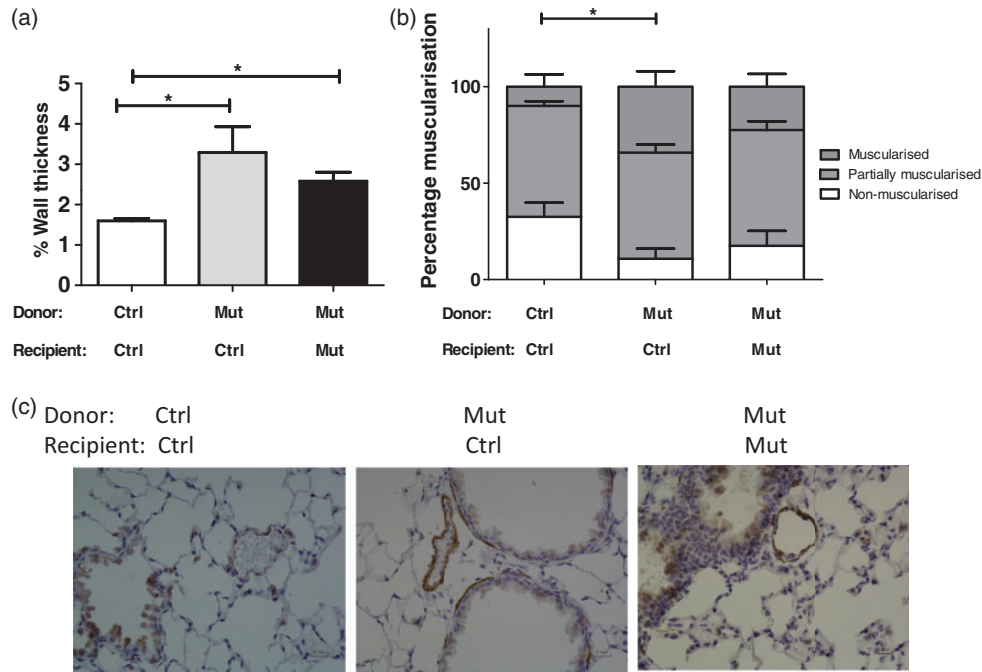 (a)
*
*
5
4
3
2
1
0
% Wall thickness
Donor: Ctrl Mut Mut
Recipient: Ctrl Ctrl Mut
(b)
*
100
50
0
Percentage muscularisation
Muscularised
Partially muscularised
Non-muscularised
Donor: Ctrl Mut Mut
Recipient: Ctrl Ctrl Mut
(c)
Donor: Ctrl Mut Mut
Recipient: Ctrl Ctrl Mut